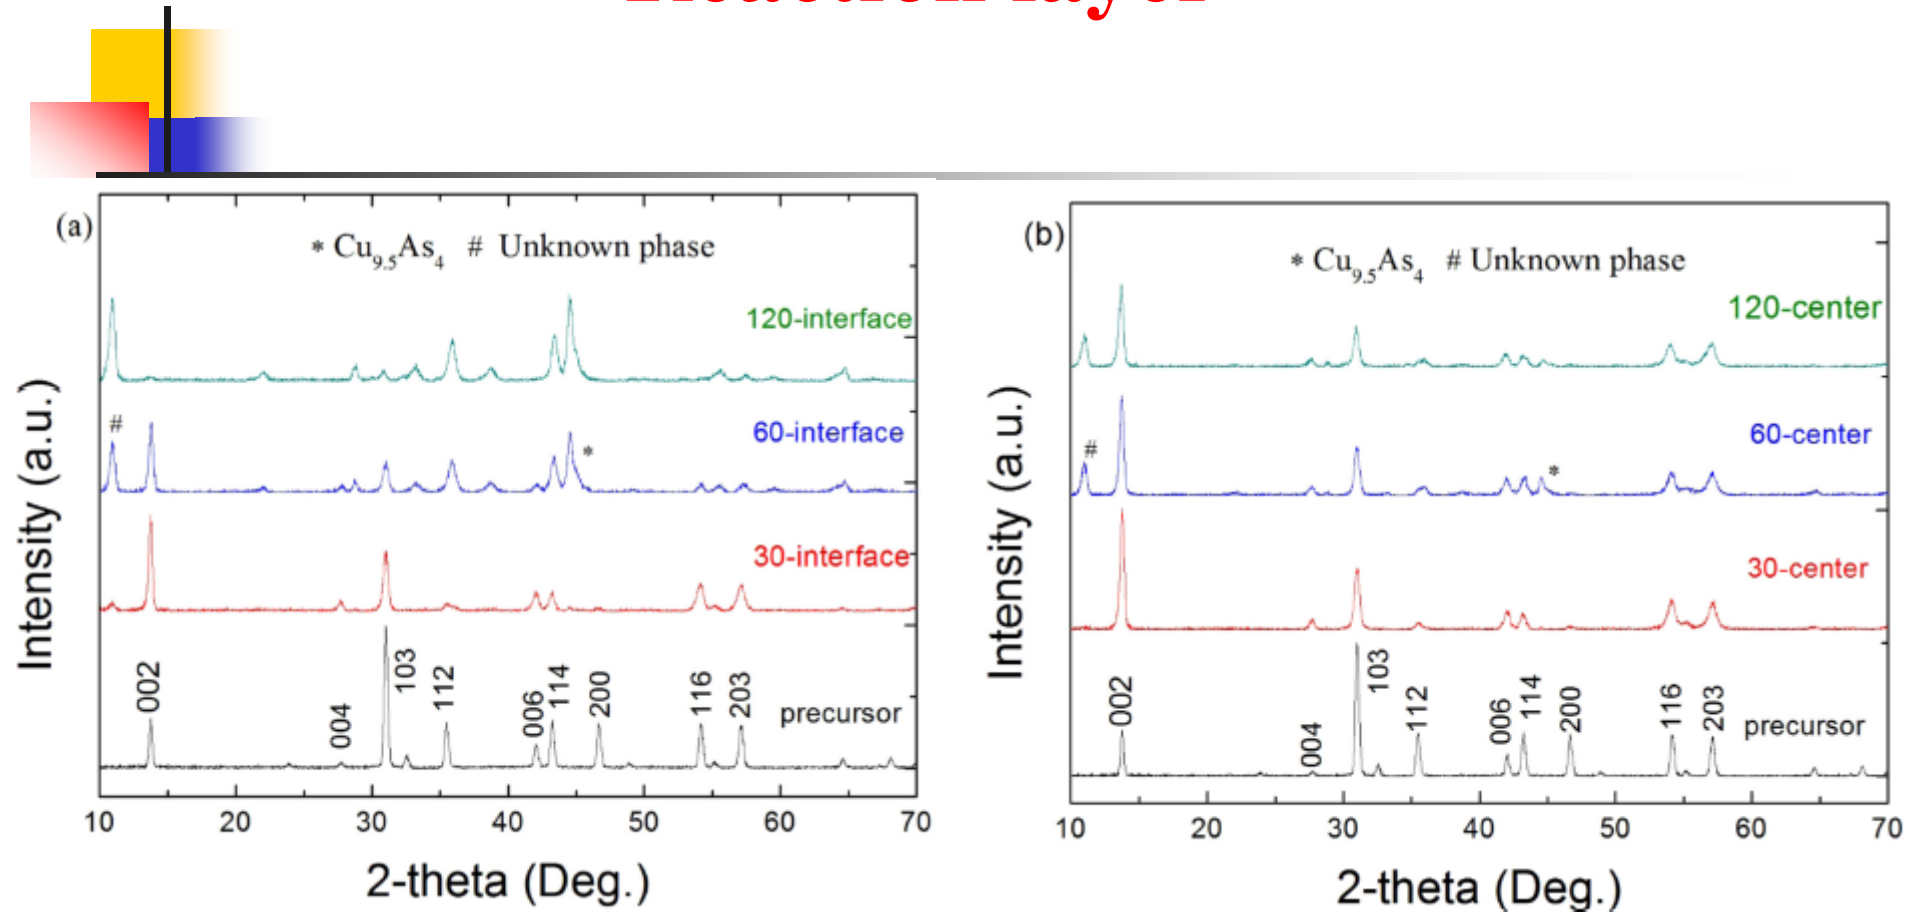 Reaction layer
(a)
* Cu9.5As4 # Unknown phase
120-interface
#
60-interface
*
30-interface
002
004
103
112
006
114
200
116
203
precursor
Intensity (a.u.)
10 20 30 40 50 60 70
2-theta (Deg.)
(b)
* Cu9.5As4 # Unknown phase
120-center
#
60-center
*
30-center
002
004
103
112
006
114
200
116
203
precursor
Intensity (a.u.)
10 20 30 40 50 60 70
2-theta (Deg.)